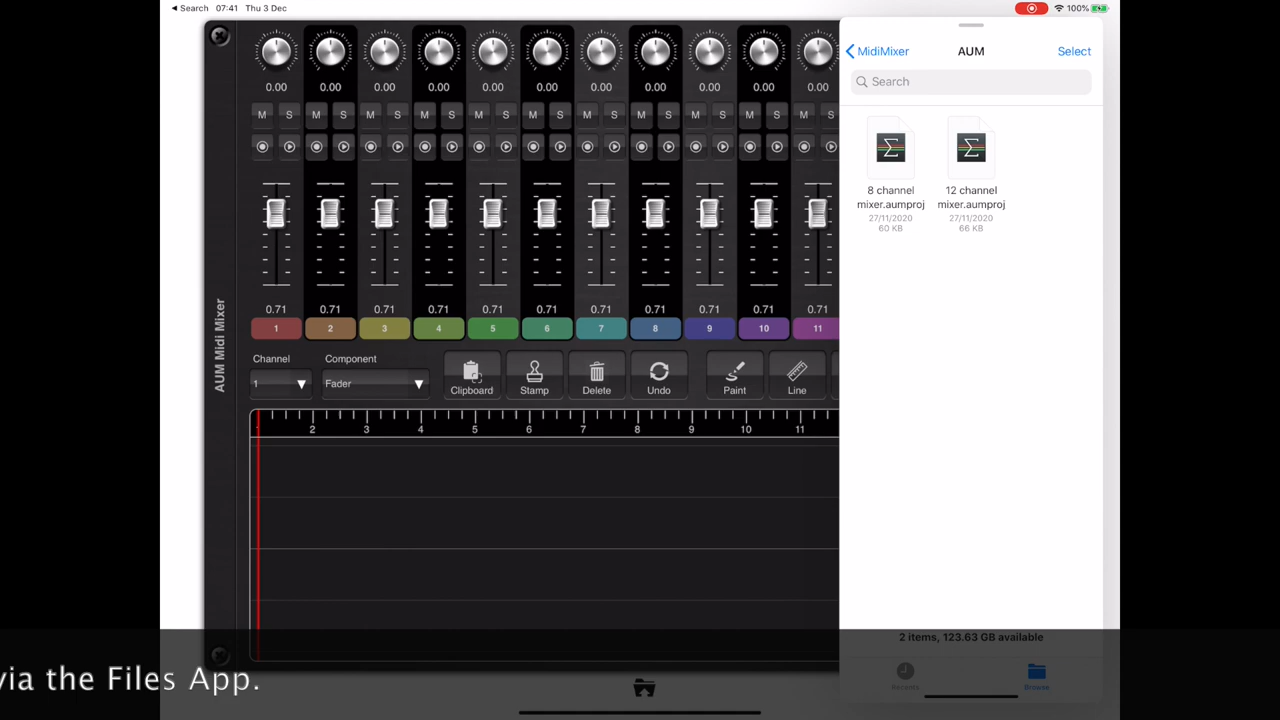 Search 07:41 Thu 3 Dec 100%
MidiMixer AUM Select
Search
8 channel
mixer.aumproj
27/11/2020
60 KB
12 channel
mixer.aumproj
27/11/2020
66 KB
0.00 0.00 0.00 0.00 0.00 0.00 0.00 0.00 0.00 0.00 0.00
M S M S M S M S M S M S M S M S M S M S M S
0.71 0.71 0.71 0.71 0.71 0.71 0.71 0.71 0.71 0.71 0.71
1 2 3 4 5 6 7 8 9 10 11
AUM Midi Mixer
Channel Component
1 Fader
Clipboard Stamp Delete Undo Paint Line
2 3 4 5 6 7 8 9 10 11
2 items, 123.63 GB available
Recents Browse
via the Files App.